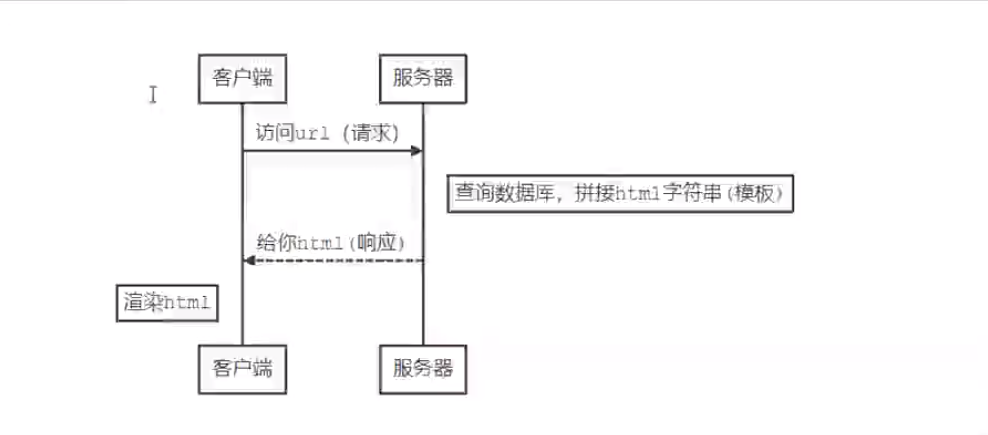 客户端
服务器
访问url (请求)
查询数据库，拼接html字符串(模板)
给你html(响应)
渲染html
客户端
服务器